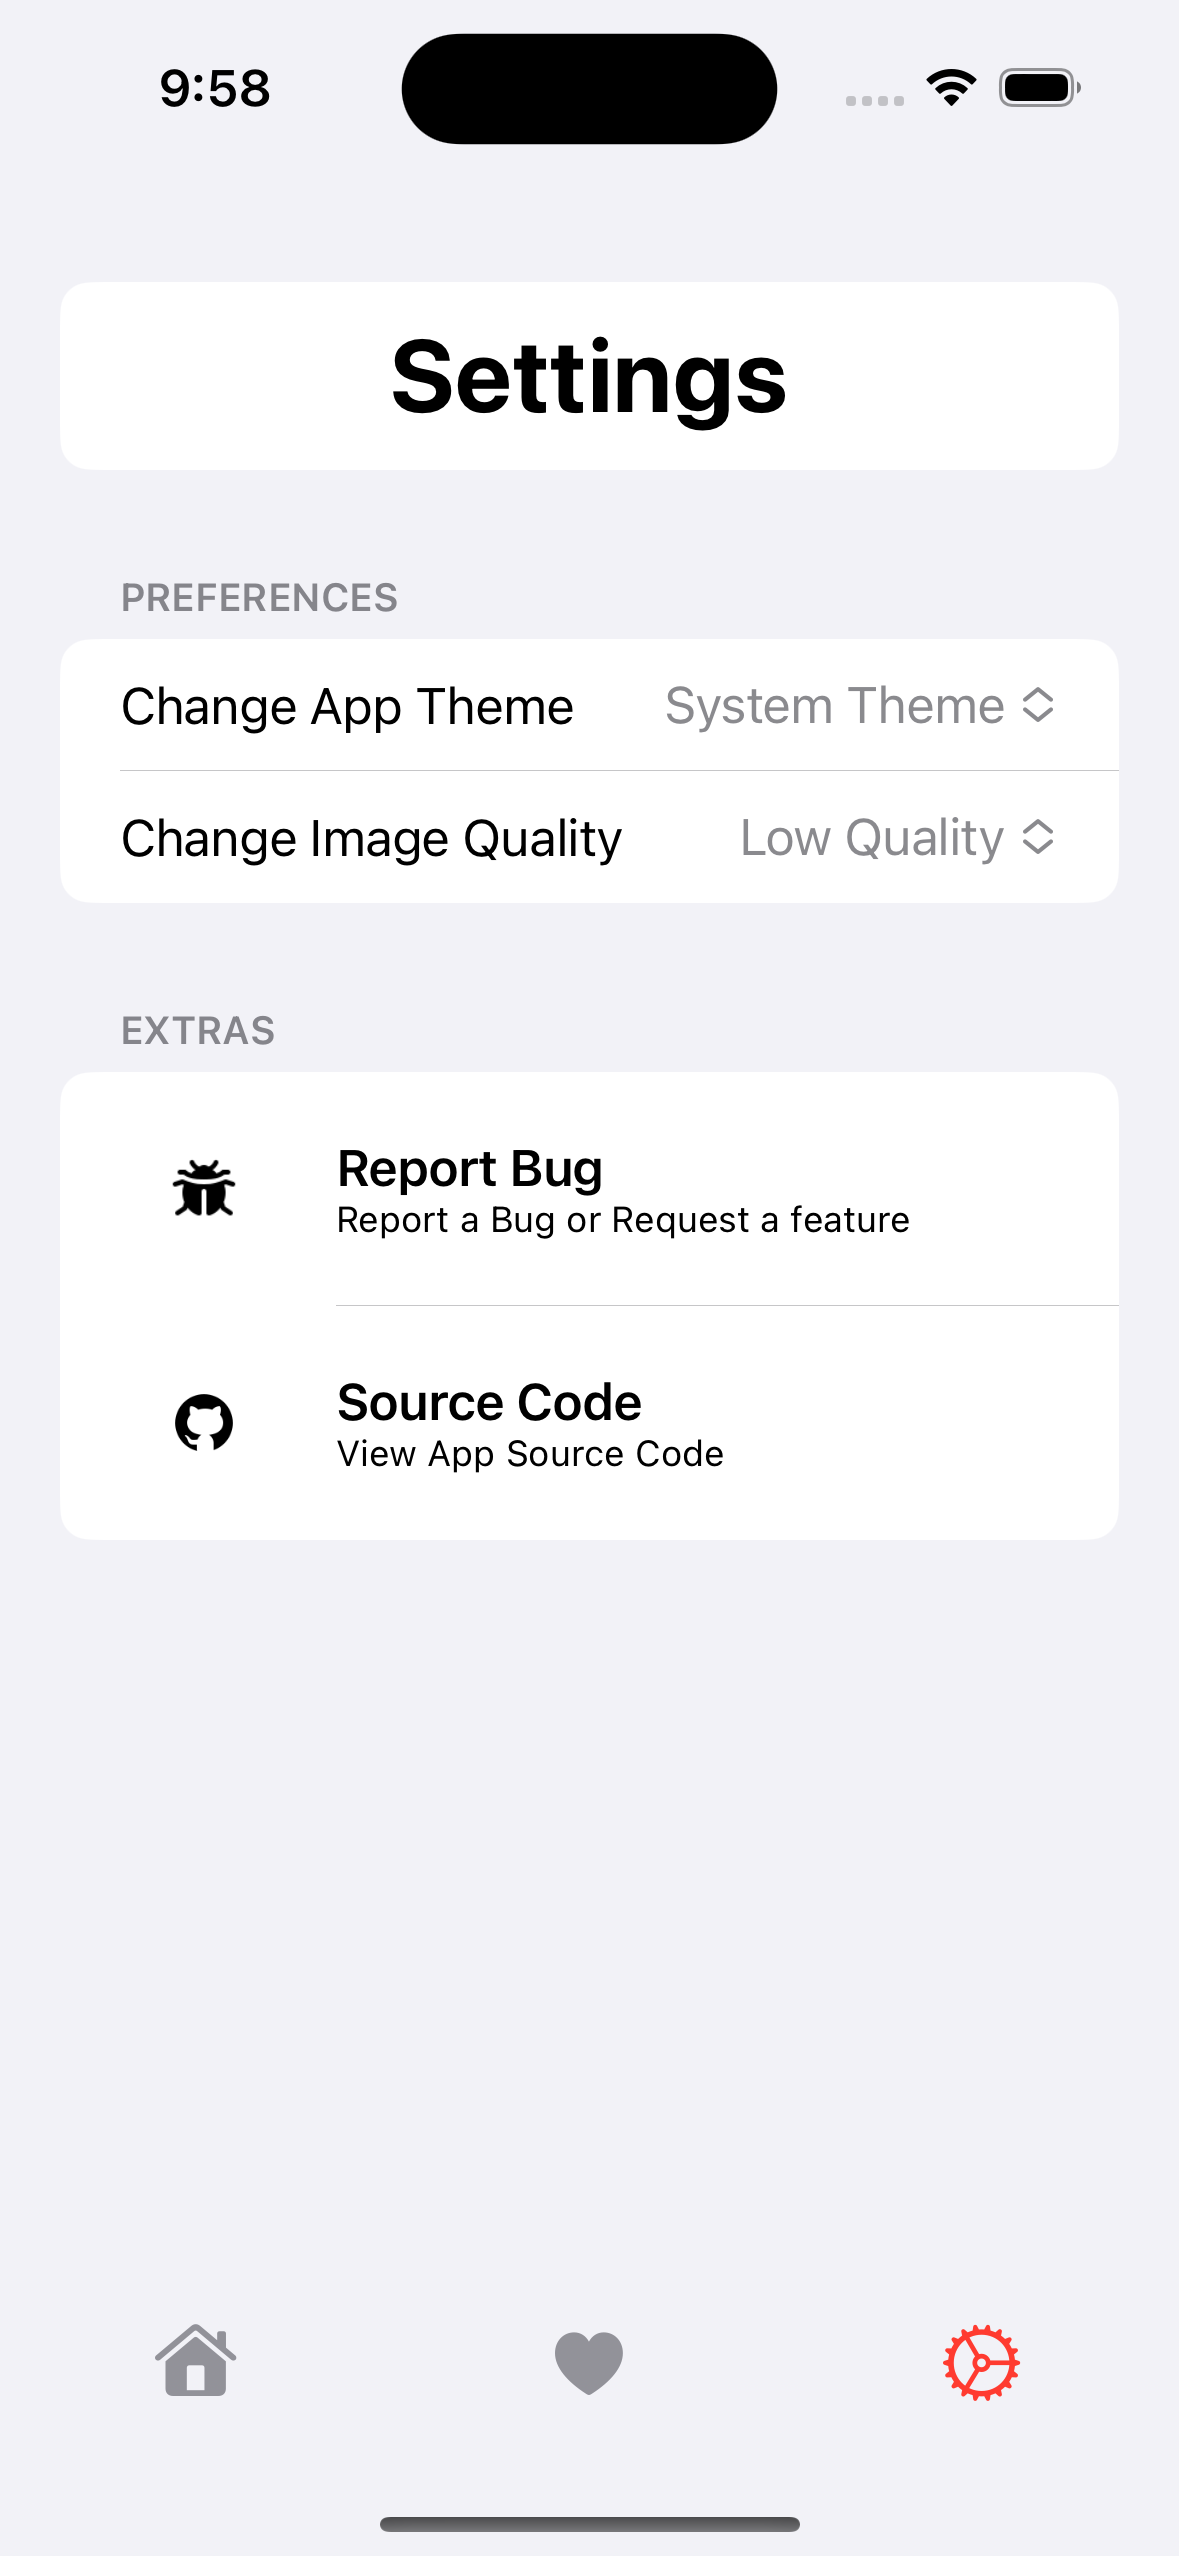 9:58
Settings
PREFERENCES
Change App Theme System Theme
Change Image Quality Low Quality
EXTRAS
Report Bug
Report a Bug or Request a feature
Source Code
View App Source Code